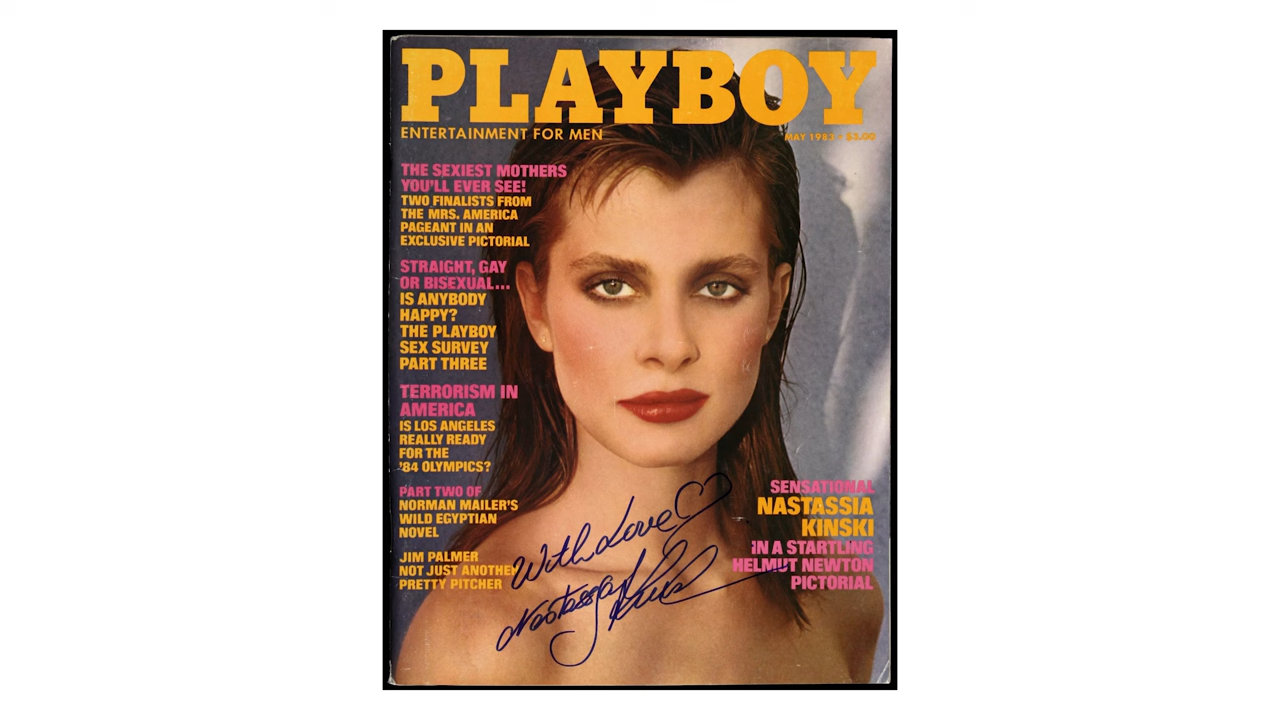 PLAYBOY
ENTERTAINMENT FOR MEN
MAY 1983 • $3.00
THE SEXIEST MOTHERS
YOU'LL EVER SEE!
TWO FINALISTS FROM
THE MRS. AMERICA
PAGEANT IN AN
EXCLUSIVE PICTORIAL
STRAIGHT, GAY
OR BISEXUAL...
IS ANYBODY
HAPPY?
THE PLAYBOY
SEX SURVEY
PART THREE
TERRORISM IN
AMERICA
IS LOS ANGELES
REALLY READY
FOR THE
'84 OLYMPICS?
PART TWO OF
NORMAN MAILER'S
WILD EGYPTIAN
NOVEL
JIM PALMER
NOT JUST ANOTHER
PRETTY PITCHER
SENSATIONAL
NASTASSIA
KINSKI
IN A STARTLING
HELMUT NEWTON
PICTORIAL
With Love
Nastassja Kinski